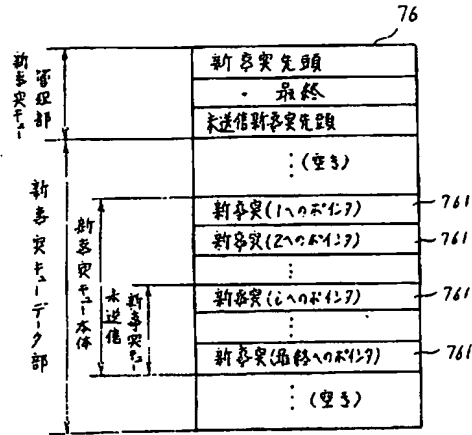 76
新事実キュー
管理部
新事実先頭
〃 最終
未送信新事実先頭
新事実キューデータ部
⋮(空き)
新事実キュー本体
新事実(1へのポインタ)
761
新事実(2へのポインタ)
761
⋮
未送信
新事実キュー
新事実(iへのポインタ)
761
⋮
新事実(最終へのポインタ)
761
⋮(空き)